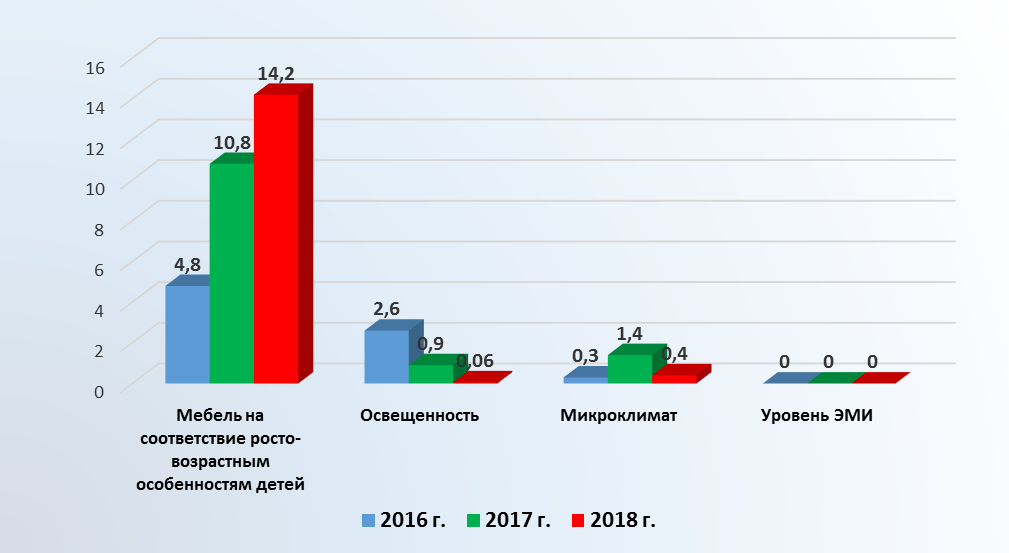 16
14
12
10
8
6
4
2
0
4,8
10,8
14,2
2,6
0,9
0,06
0,3
1,4
0,4
0
0
0
Мебель на
соответствие росто-
возрастным
особенностям детей
Освещенность
Микроклимат
Уровень ЭМИ
2016 г.
2017 г.
2018 г.